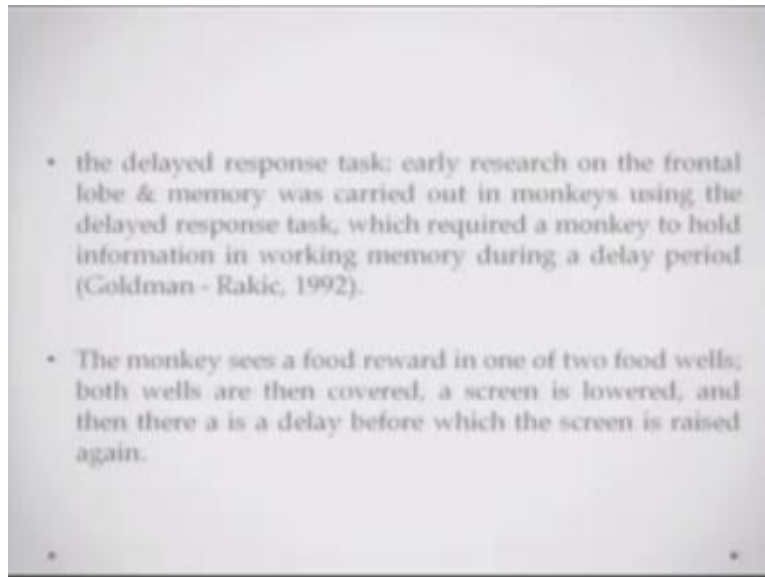 • the delayed response task: early research on the frontal
lobe & memory was carried out in monkeys using the
delayed response task, which required a monkey to hold
information in working memory during a delay period
(Goldman - Rakic, 1992).
• The monkey sees a food reward in one of two food wells;
both wells are then covered, a screen is lowered, and
then there a is a delay before which the screen is raised
again.